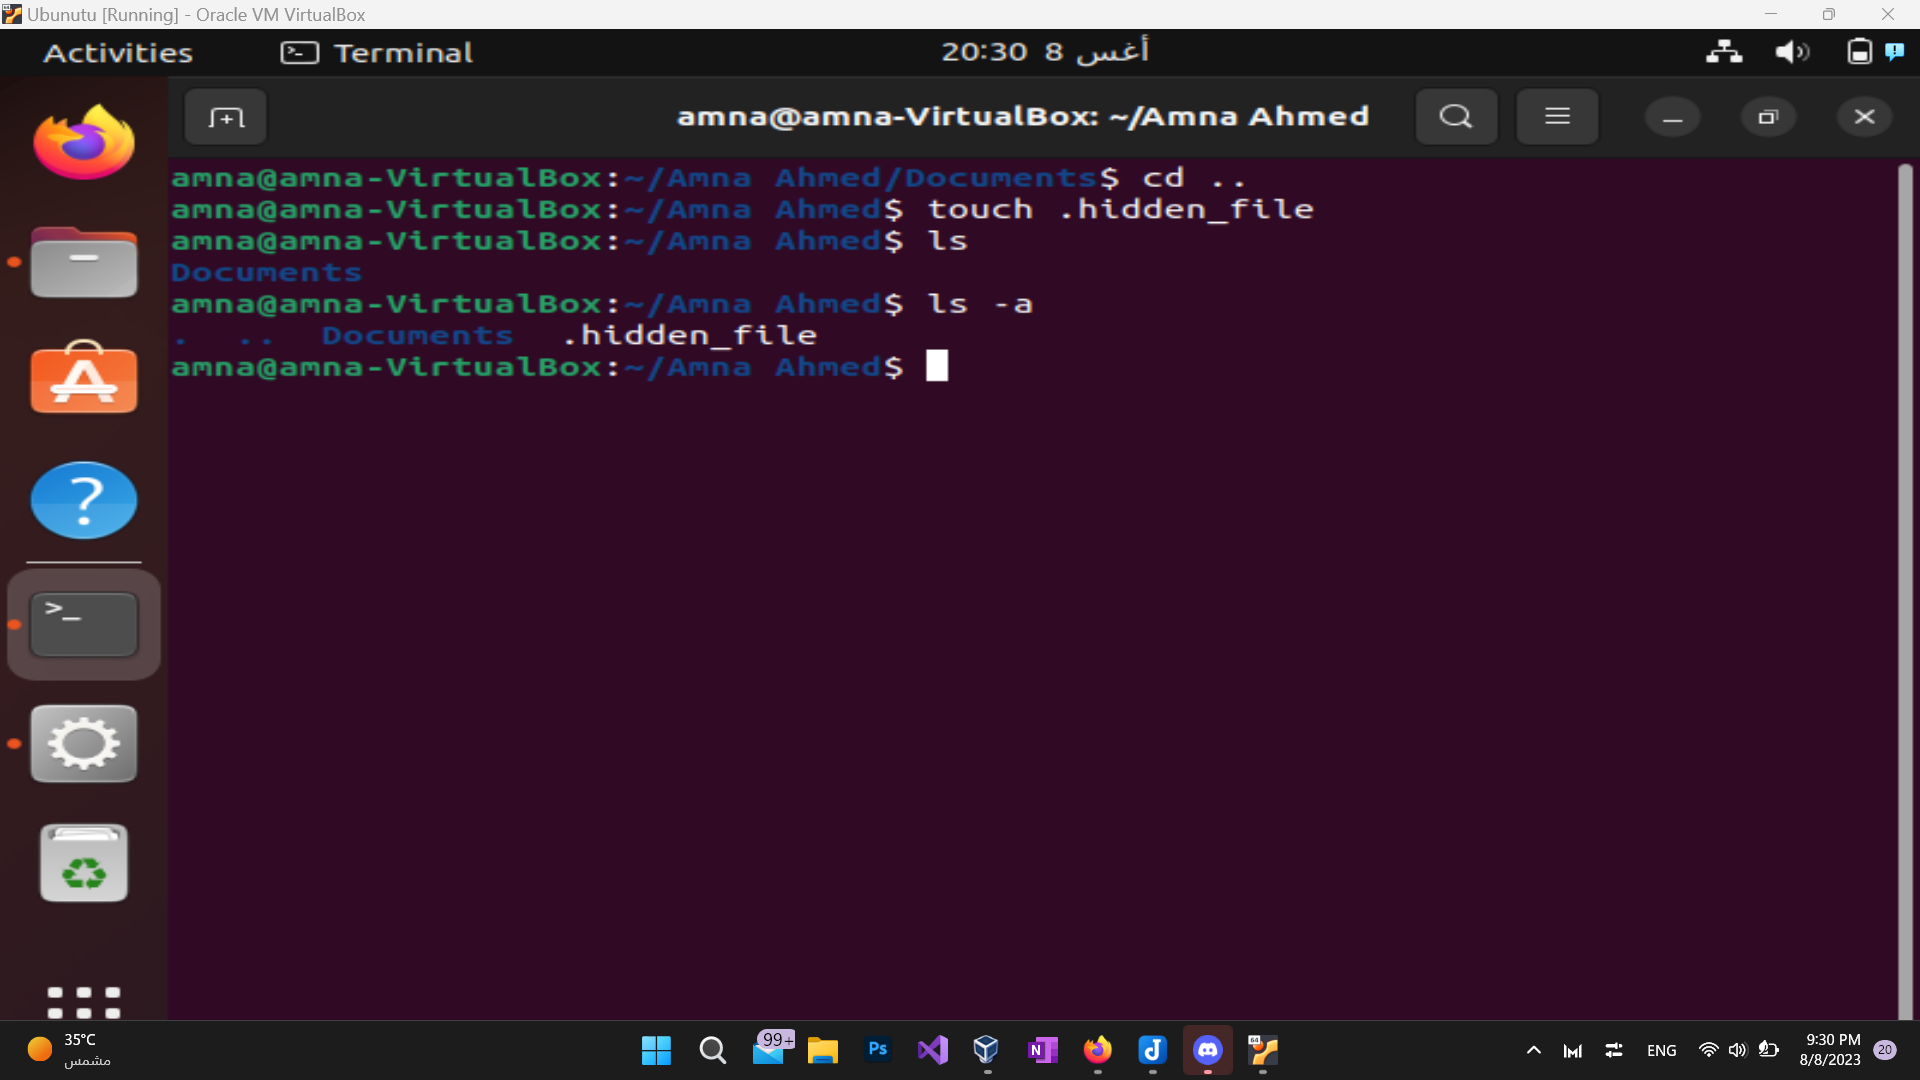 Ubunutu [Running] - Oracle VM VirtualBox
Activities
Terminal
20:30 8 أغس
amna@amna-VirtualBox: ~/Amna Ahmed
amna@amna-VirtualBox:~/Amna Ahmed/Documents$ cd ..
amna@amna-VirtualBox:~/Amna Ahmed$ touch .hidden_file
amna@amna-VirtualBox:~/Amna Ahmed$ ls
Documents
amna@amna-VirtualBox:~/Amna Ahmed$ ls -a
. .. Documents .hidden_file
amna@amna-VirtualBox:~/Amna Ahmed$
35°C
مشمس
99+
Ps
N
64
ENG
9:30 PM
8/8/2023
20